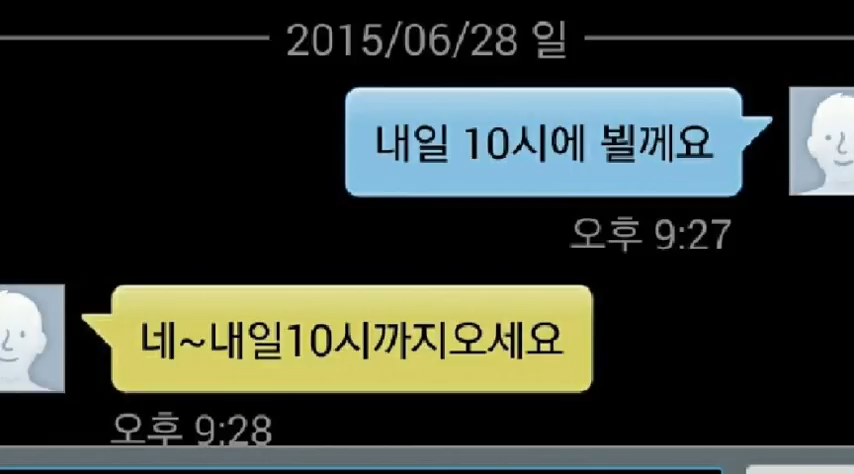 2015/06/28 일
내일 10시에 뵐께요
오후 9:27
네~내일10시까지오세요
오후 9:28